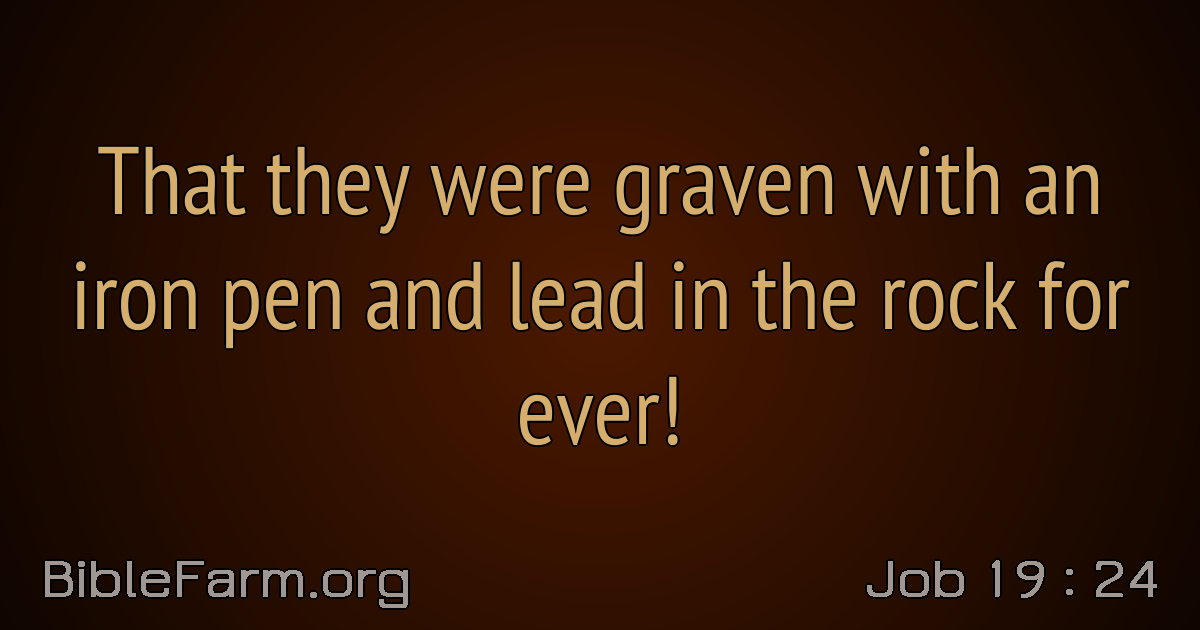 That they were graven with an
iron pen and lead in the rock for
ever!
BibleFarm.org
Job 19 : 24